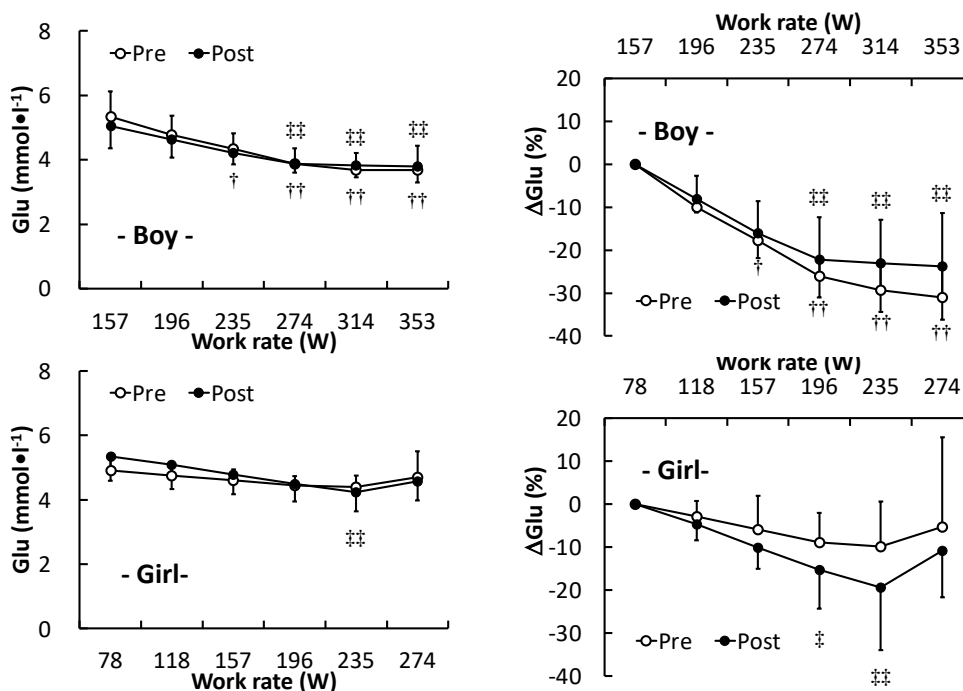 8
6
4
2
0
Glu (mmol•l-1)
Pre Post
‡‡ ‡‡ ‡‡
† †† †† ††
- Boy -
157 196 235 274 314 353
Work rate (W)
Work rate (W)
157 196 235 274 314 353
20
10
0
-10
-20
-30
-40
ΔGlu (%)
- Boy -
‡‡ ‡‡ ‡‡
†
Pre Post
†† †† ††
8
6
4
2
0
Glu (mmol•l-1)
Pre Post
‡‡
- Girl-
78 118 157 196 235 274
Work rate (W)
Work rate (W)
78 118 157 196 235 274
20
10
0
-10
-20
-30
-40
ΔGlu (%)
- Girl-
Pre Post
‡
‡‡